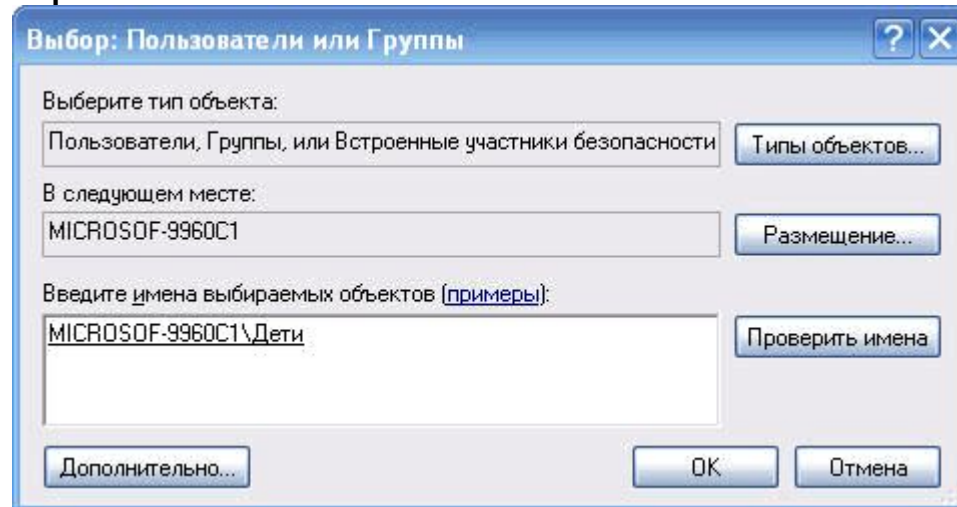 Выбор: Пользователи или Группы
Выберите тип объекта:
Пользователи, Группы, или Встроенные участники безопасности
Типы объектов...
В следующем месте:
MICROSOF-9960C1
Размещение...
Введите имена выбираемых объектов (примеры):
MICROSOF-9960C1\Дети
Проверить имена
Дополнительно...
ОК
Отмена